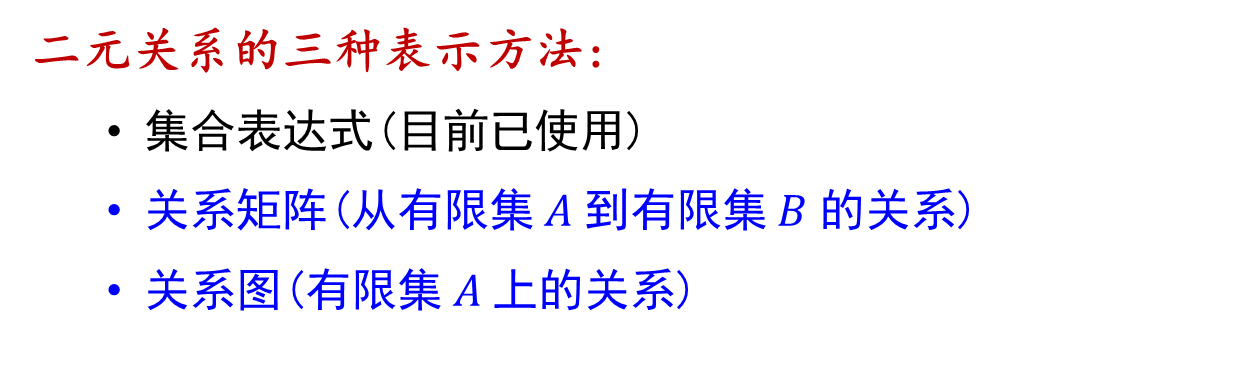 二元关系的三种表示方法:
• 集合表达式(目前已使用)
• 关系矩阵(从有限集 A 到有限集 B 的关系)
• 关系图(有限集 A 上的关系)